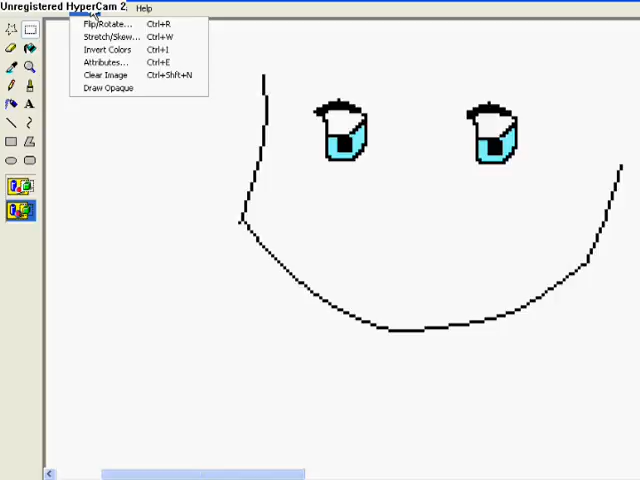 Unregistered HyperCam 2
Help
Flip/Rotate... Ctrl+R
Stretch/Skew... Ctrl+W
Invert Colors Ctrl+I
Attributes... Ctrl+E
Clear Image Ctrl+Shft+N
Draw Opaque
A